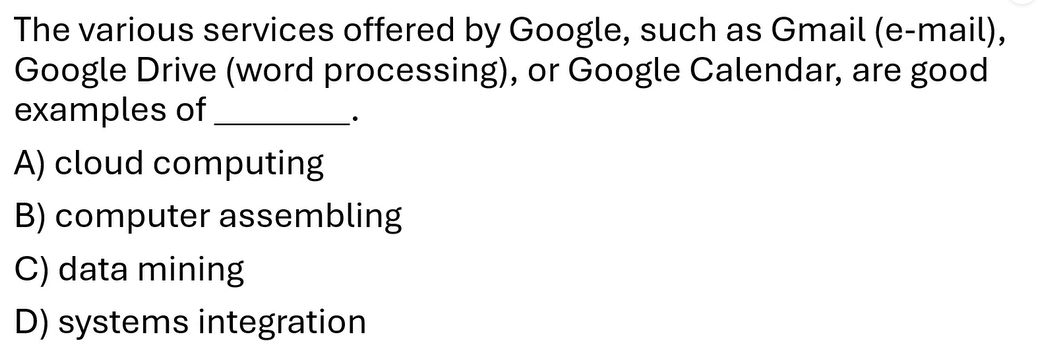 The various services offered by Google, such as Gmail (e-mail),
Google Drive (word processing), or Google Calendar, are good
examples of ________.
A) cloud computing
B) computer assembling
C) data mining
D) systems integration